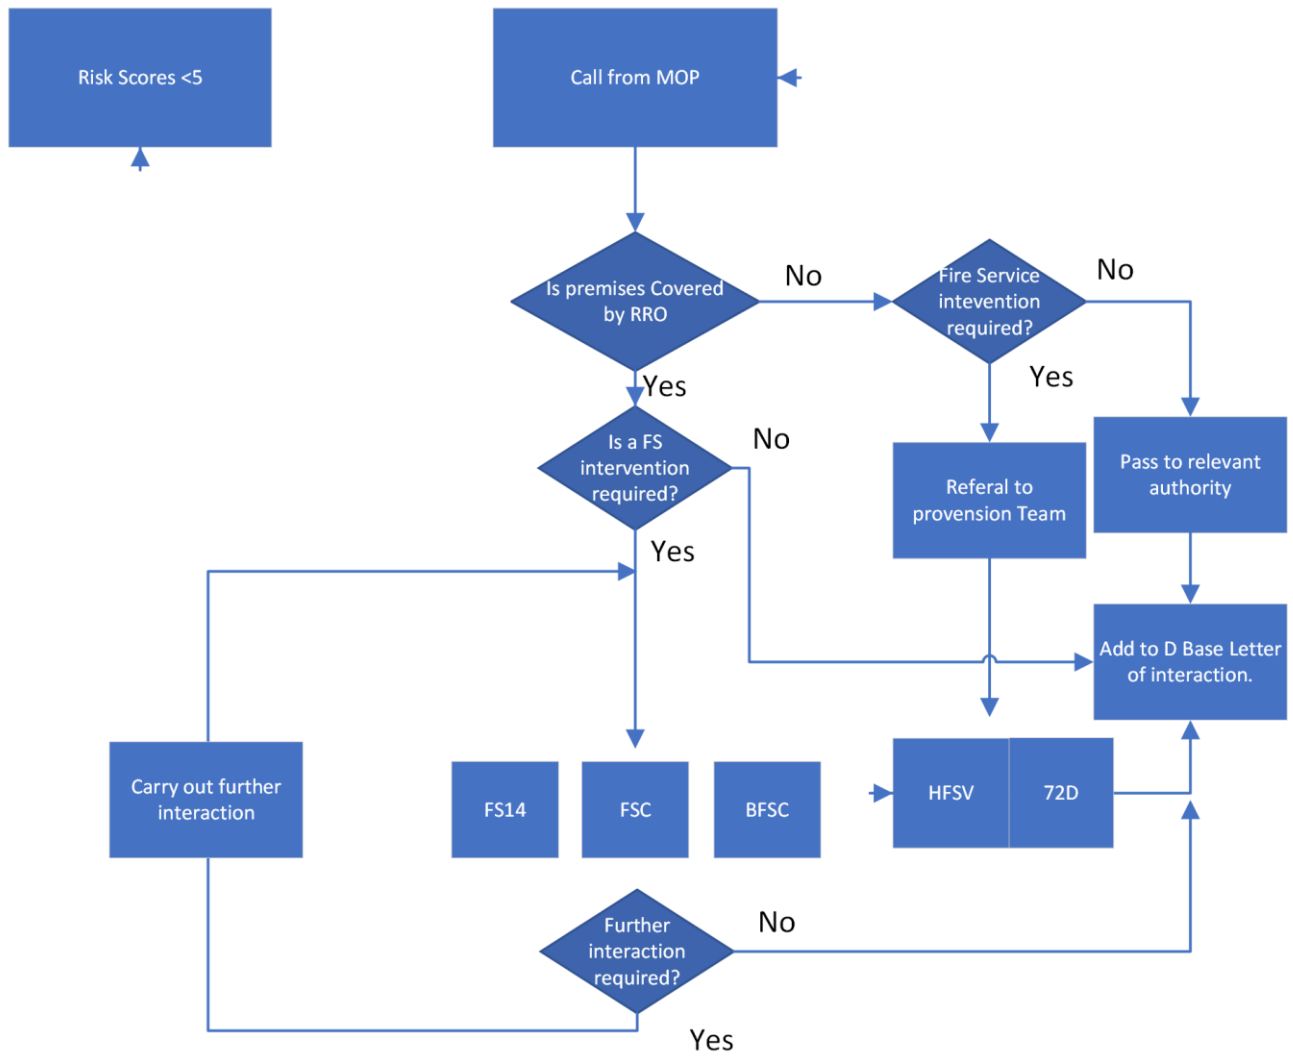 Risk Scores <5
Call from MOP
Is premises Covered
by RRO
No
Fire Service
intevention
required?
No
Yes
Yes
Is a FS
intervention
required?
No
Pass to relevant
authority
Referal to
provension Team
Yes
Add to D Base Letter
of interaction.
Carry out further
interaction
FS14
FSC
BFSC
HFSV
72D
Further
interaction
required?
No
Yes